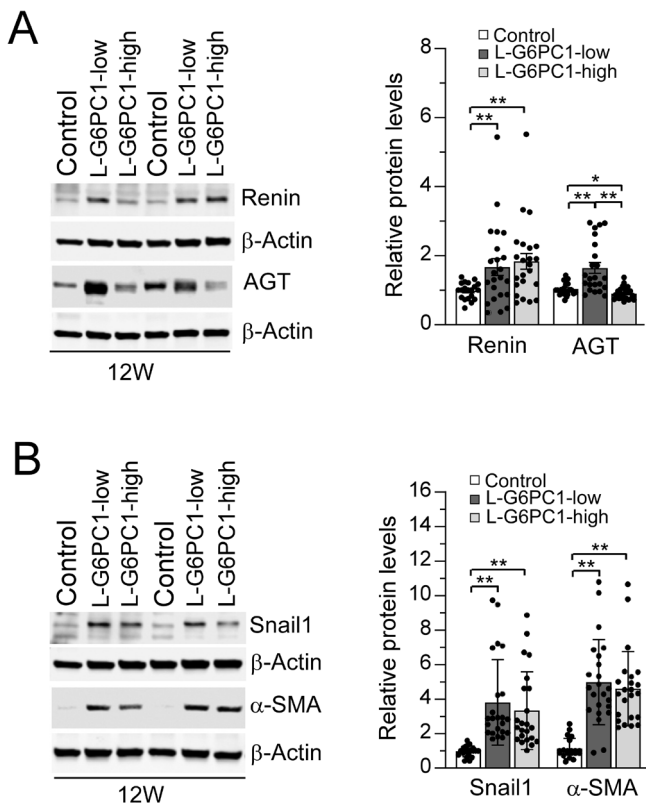 A
Control
L-G6PC1-low
L-G6PC1-high
Control
L-G6PC1-low
L-G6PC1-high
Renin
β-Actin
AGT
β-Actin
12W
Control
L-G6PC1-low
L-G6PC1-high
Relative protein levels
8
6
4
2
1
0
**
**
*
**
**
Renin
AGT
B
Control
L-G6PC1-low
L-G6PC1-high
Control
L-G6PC1-low
L-G6PC1-high
Snail1
β-Actin
α-SMA
β-Actin
12W
Control
L-G6PC1-low
L-G6PC1-high
Relative protein levels
16
14
12
10
8
6
4
2
1
0
**
**
**
**
Snail1
α-SMA